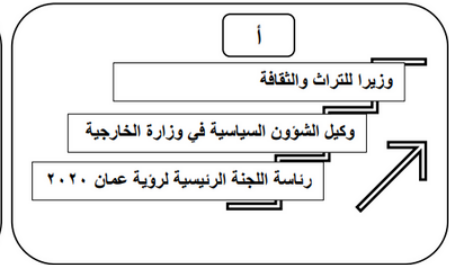 أ
وزيرا للتراث والثقافة
وكيل الشؤون السياسية في وزارة الخارجية
رئاسة اللجنة الرئيسية لرؤية عمان ٢٠٢٠